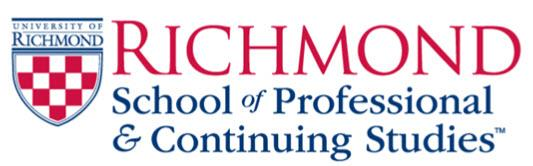 UNIVERSITY OF
RICHMOND
RICHMOND
School of Professional
& Continuing Studies™